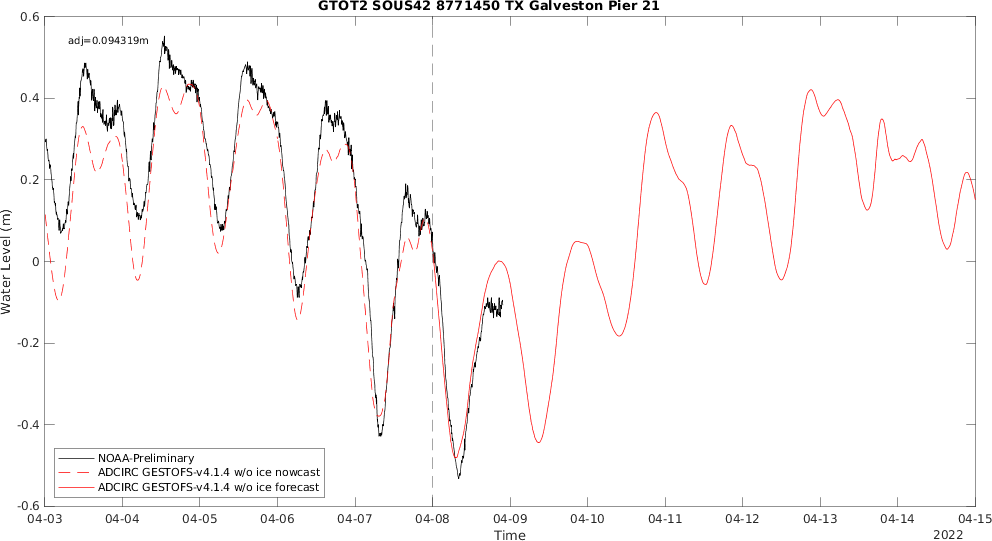 GTOT2 SOUS42 8771450 TX Galveston Pier 21
adj=0.094319m
0.6
0.4
0.2
0
-0.2
-0.4
-0.6
Water Level (m)
NOAA-Preliminary
ADCIRC GESTOFS-v4.1.4 w/o ice nowcast
ADCIRC GESTOFS-v4.1.4 w/o ice forecast
04-03 04-04 04-05 04-06 04-07 04-08 04-09 04-10 04-11 04-12 04-13 04-14 04-15
Time
2022